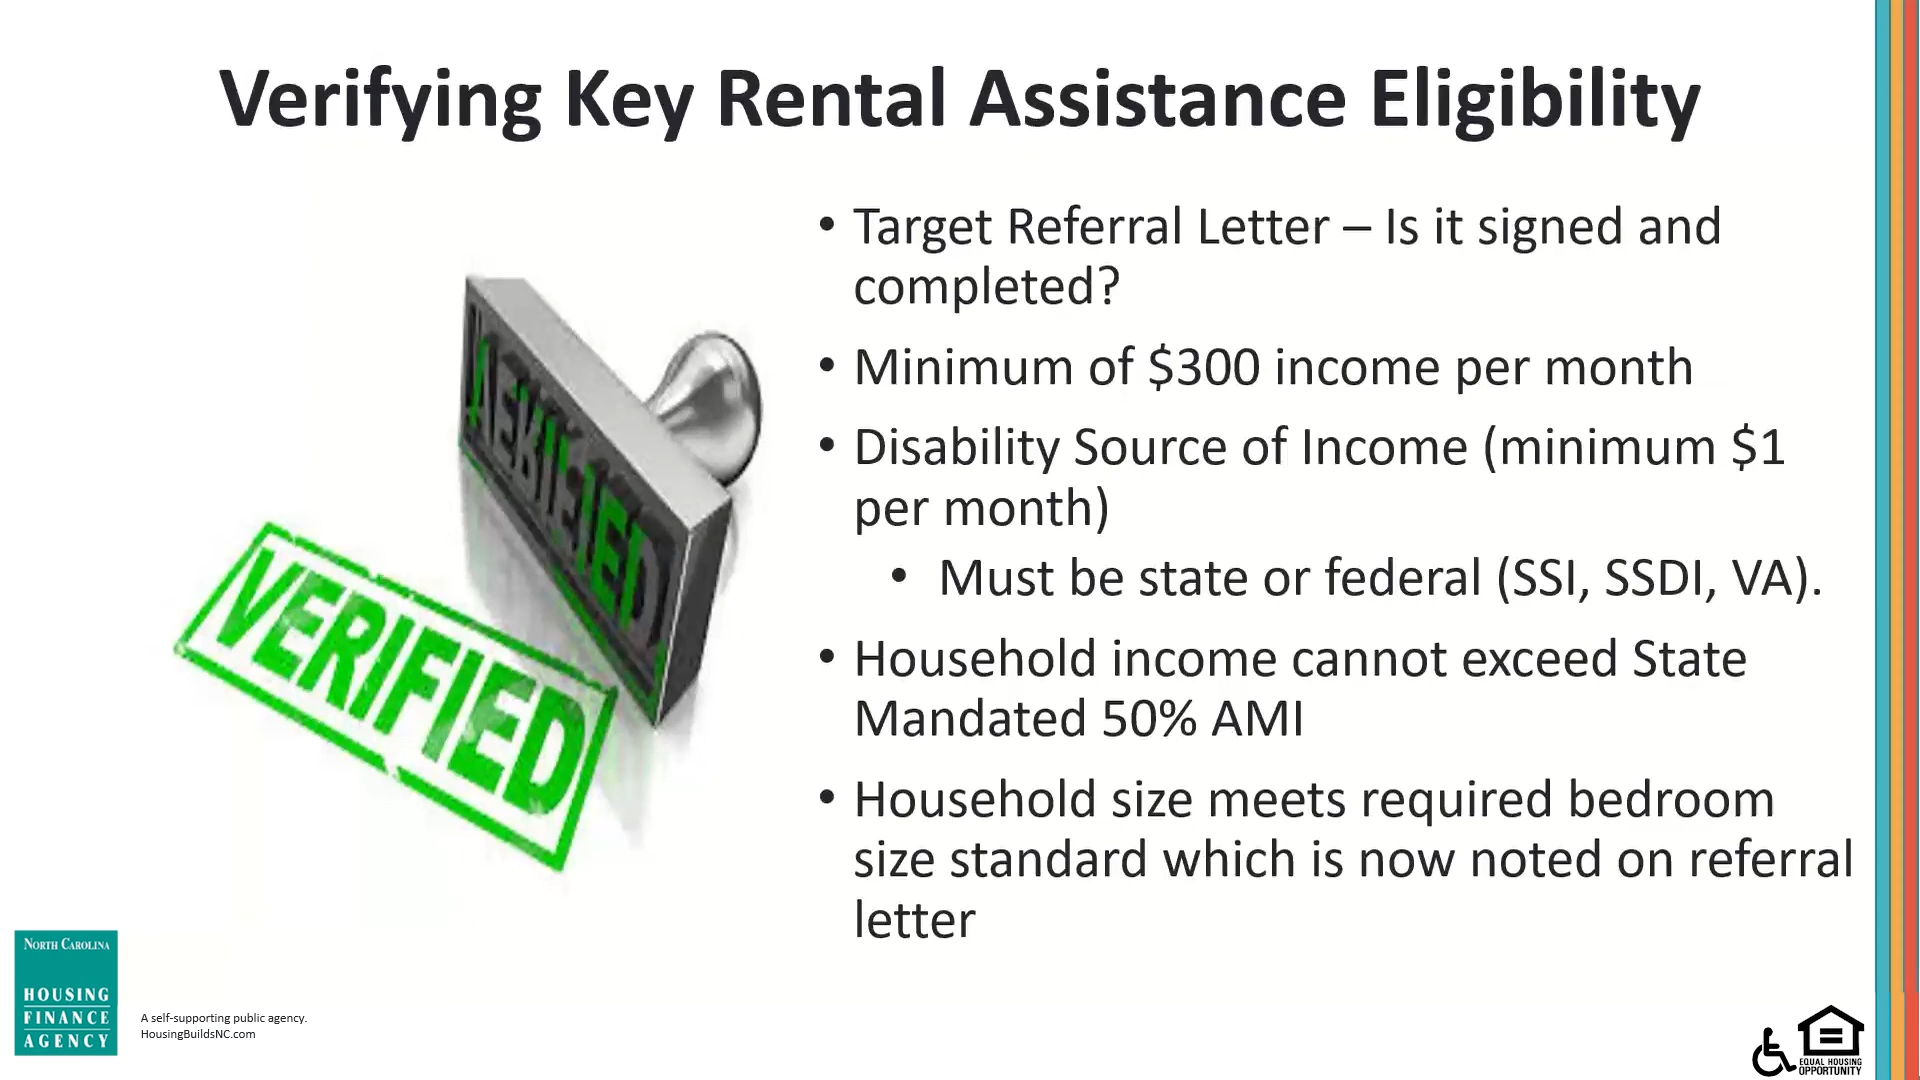 Verifying Key Rental Assistance Eligibility
• Target Referral Letter – Is it signed and
completed?
• Minimum of $300 income per month
• Disability Source of Income (minimum $1
per month)
• Must be state or federal (SSI, SSDI, VA).
• Household income cannot exceed State
Mandated 50% AMI
• Household size meets required bedroom
size standard which is now noted on referral
letter
VERIFIED
VERIFIED
NORTH CAROLINA
HOUSING
FINANCE
AGENCY
A self-supporting public agency.
HousingBuildsNC.com
EQUAL HOUSING
OPPORTUNITY